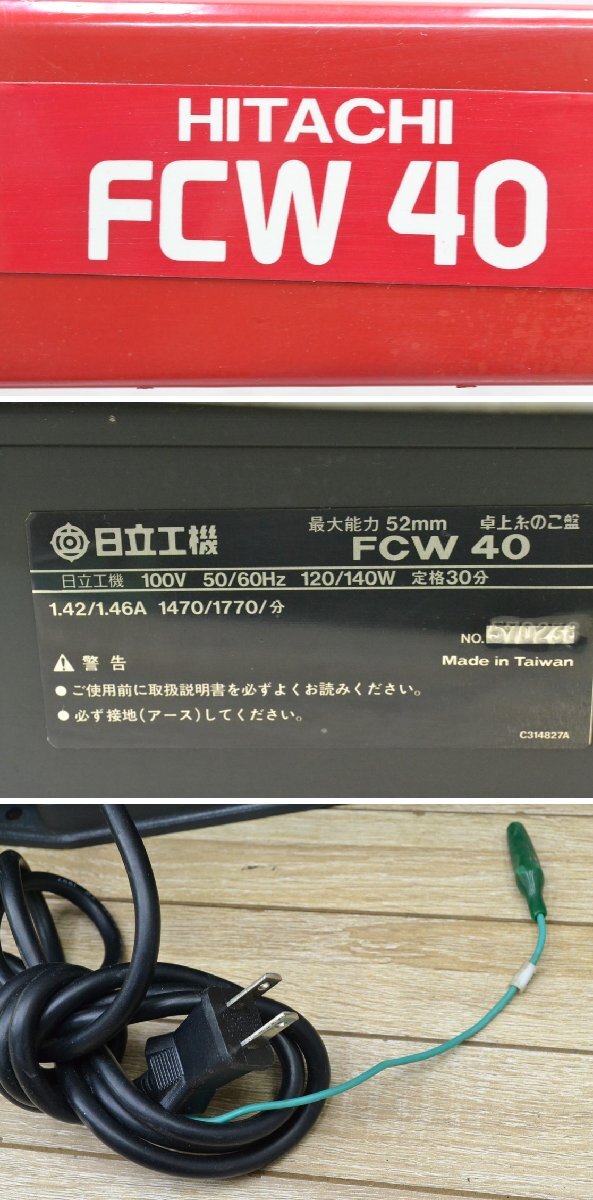 HITACHI
FCW 40
日立工機 最大能力 52mm 卓上糸のこ盤
FCW 40
日立工機 100V 50/60Hz 120/140W 定格30分
1.42/1.46A 1470/1770/分
NO.
Made in Taiwan
警告
●ご使用前に取扱説明書を必ずよくお読みください。
●必ず接地(アース)してください。
C314827A